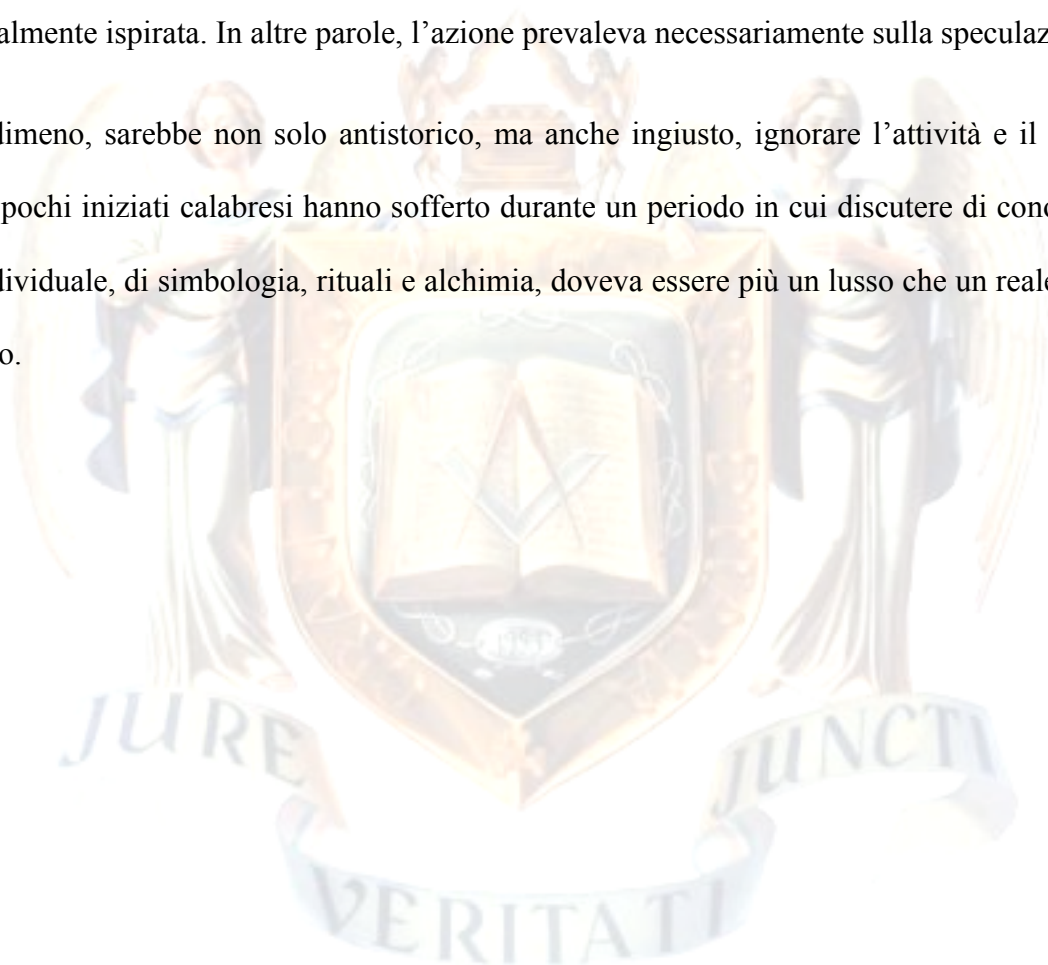 almente ispirata. In altre parole, l’azione prevaleva necessariamente sulla speculaz
dimeno, sarebbe non solo antistorico, ma anche ingiusto, ignorare l’attività e il
pochi iniziati calabresi hanno sofferto durante un periodo in cui discutere di cono
dividuale, di simbologia, rituali e alchimia, doveva essere più un lusso che un reale
o.
1993
JURE
JUNCTI
VERITATI